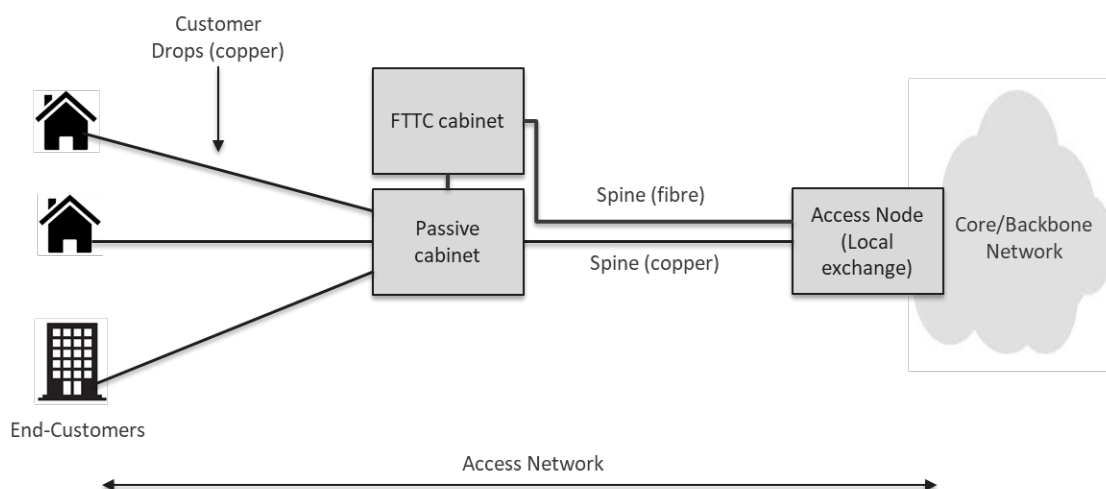 Customer
Drops (copper)
FTTC cabinet
Spine (fibre)
Passive
cabinet
Spine (copper)
Access Node
(Local
exchange)
Core/Backbone
Network
End-Customers
Access Network